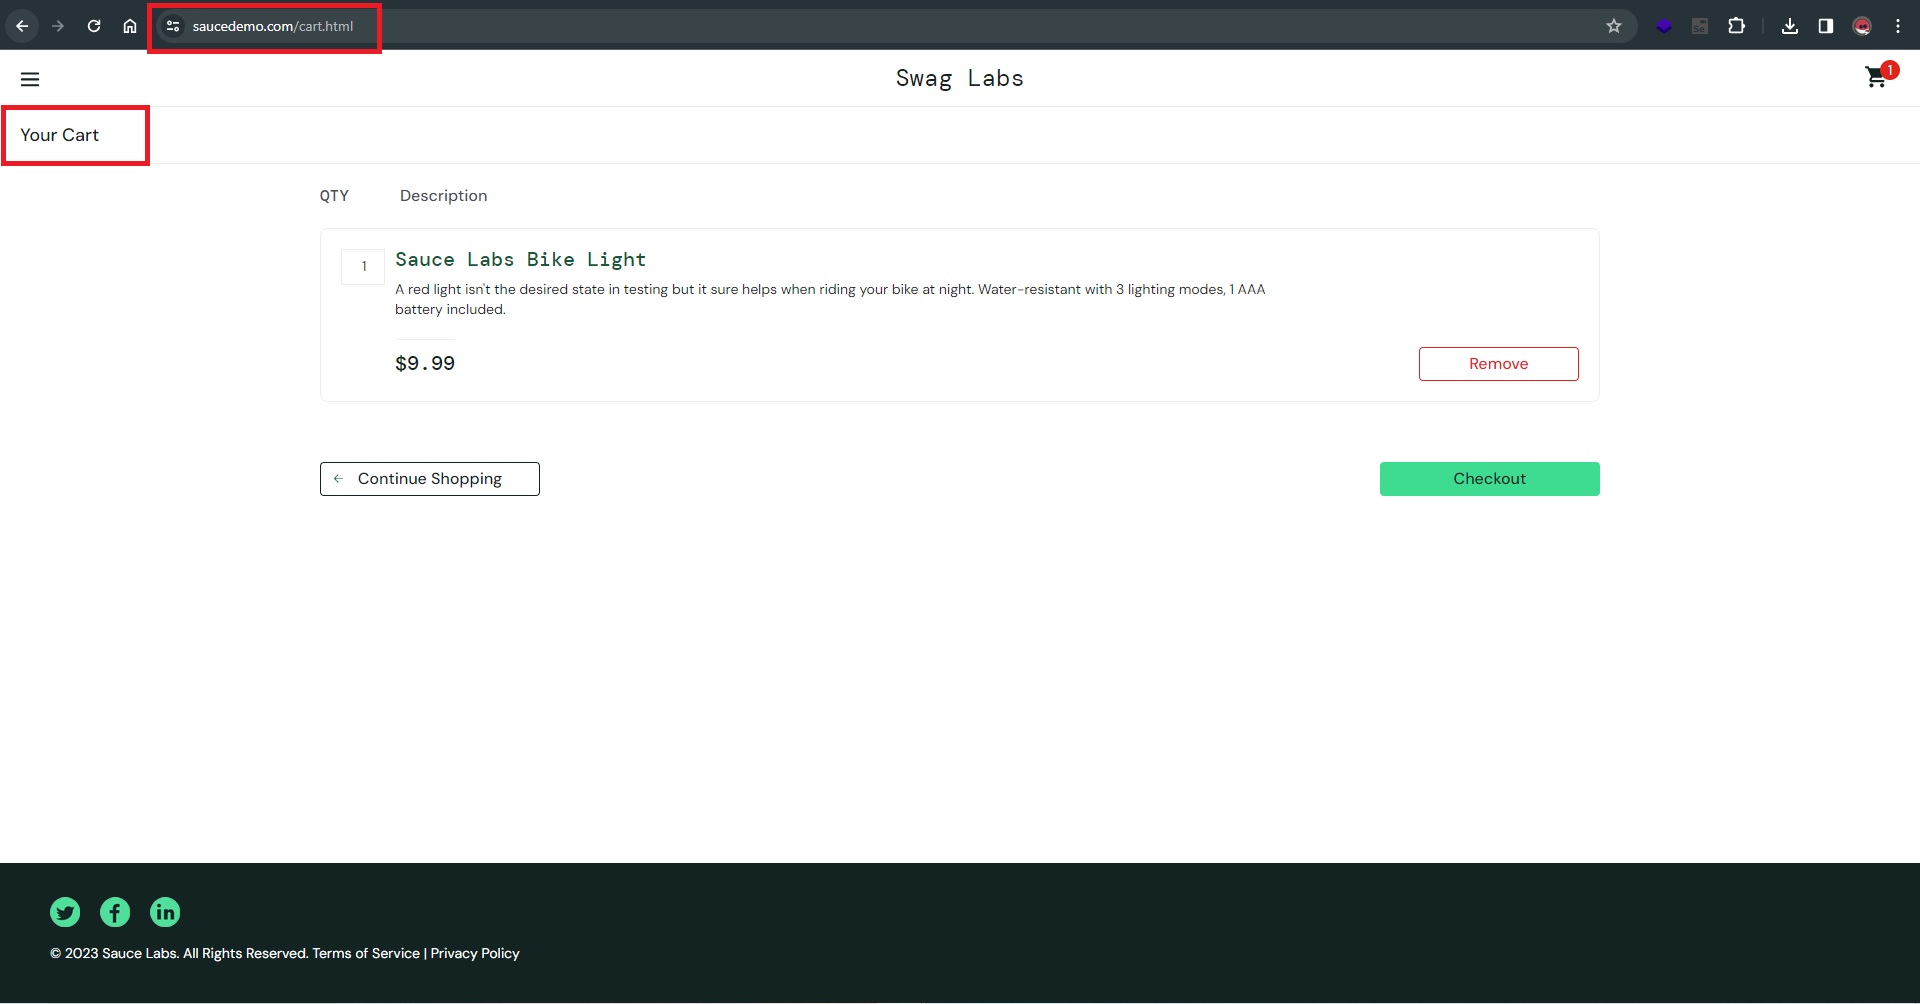 saucedemo.com/cart.html
Swag Labs
1
Your Cart
QTY Description
1 Sauce Labs Bike Light
A red light isn't the desired state in testing but it sure helps when riding your bike at night. Water-resistant with 3 lighting modes, 1 AAA
battery included.
$9.99
Remove
Continue Shopping
Checkout
© 2023 Sauce Labs. All Rights Reserved. Terms of Service | Privacy Policy